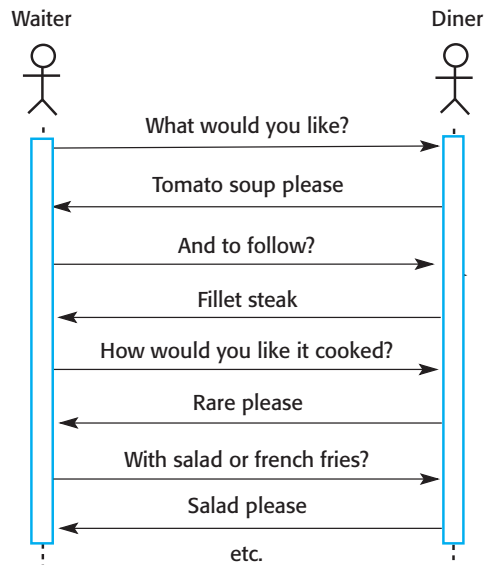 Waiter
Diner
What would you like?
Tomato soup please
And to follow?
Fillet steak
How would you like it cooked?
Rare please
With salad or french fries?
Salad please
etc.